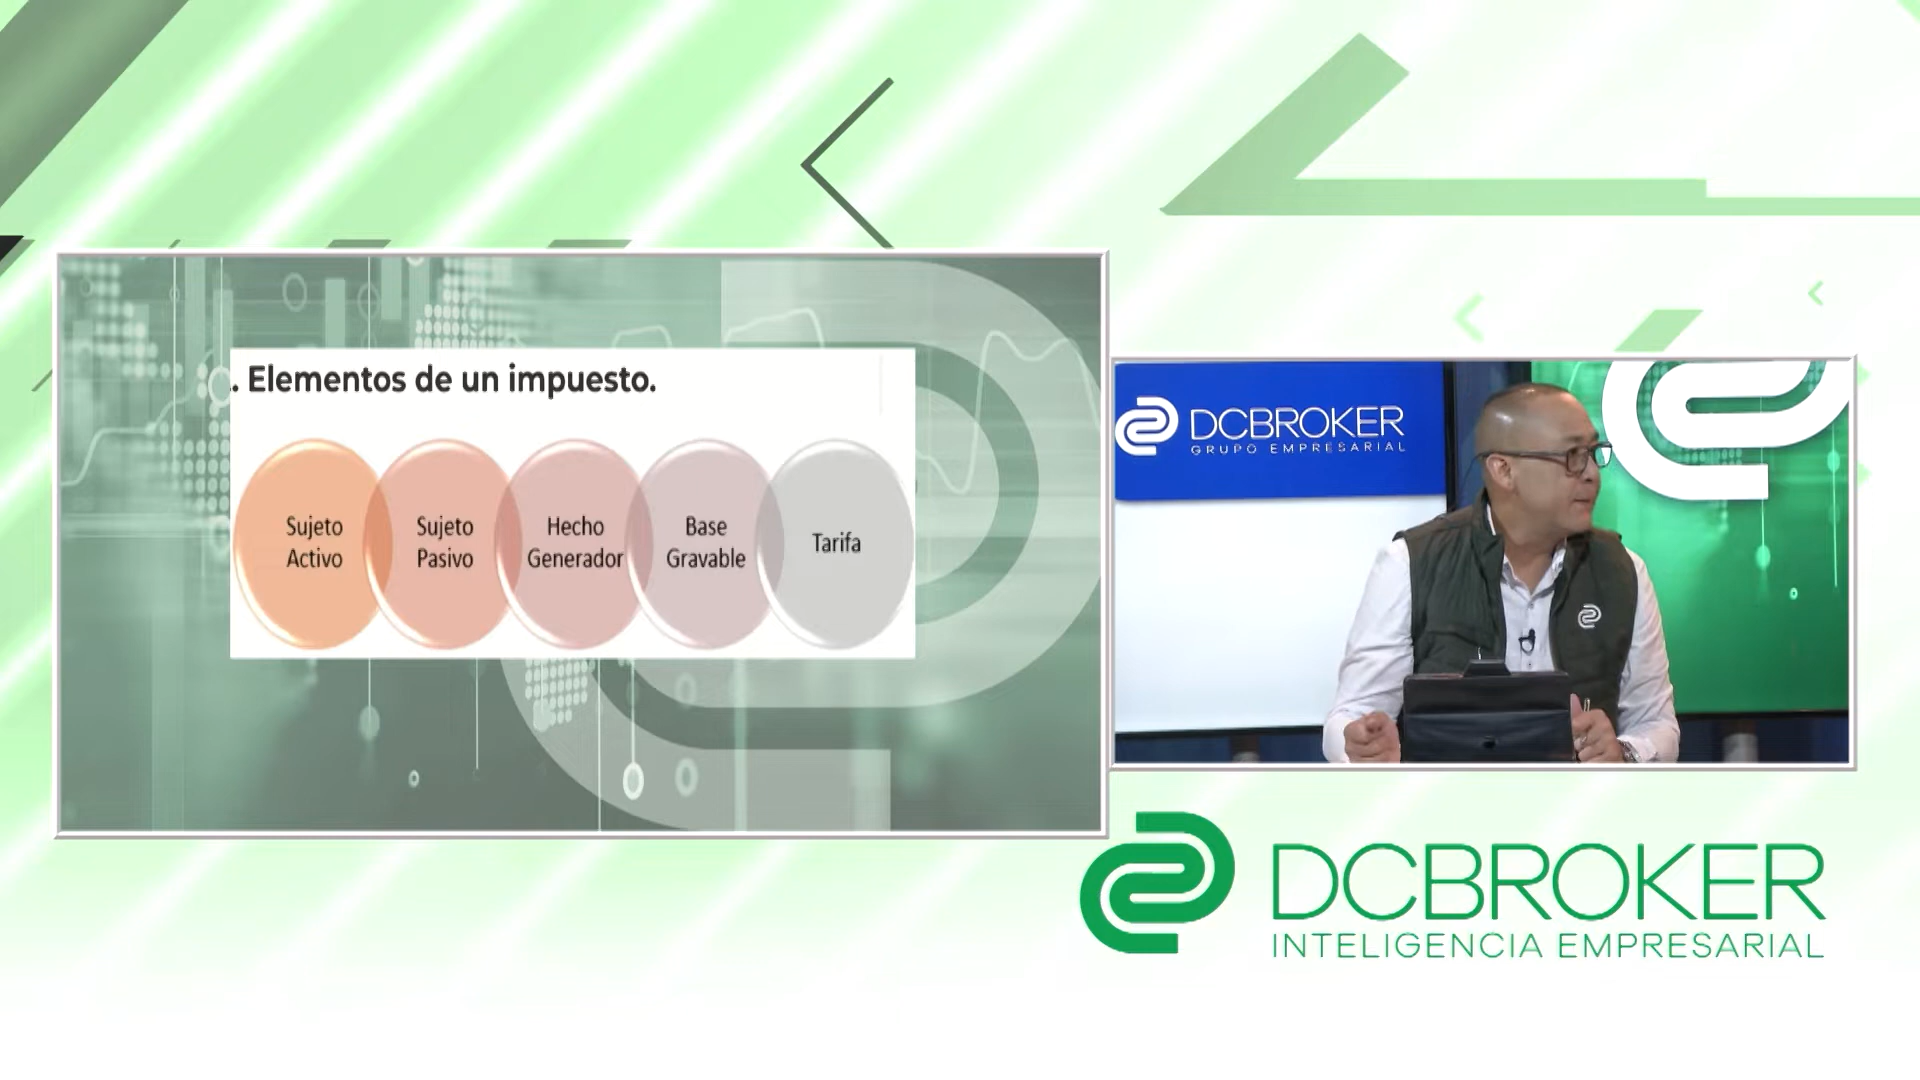 . Elementos de un impuesto.
Sujeto
Activo
Sujeto
Pasivo
Hecho
Generador
Base
Gravable
Tarifa
DCBROKER
GRUPO EMPRESARIAL
DCBROKER
INTELIGENCIA EMPRESARIAL